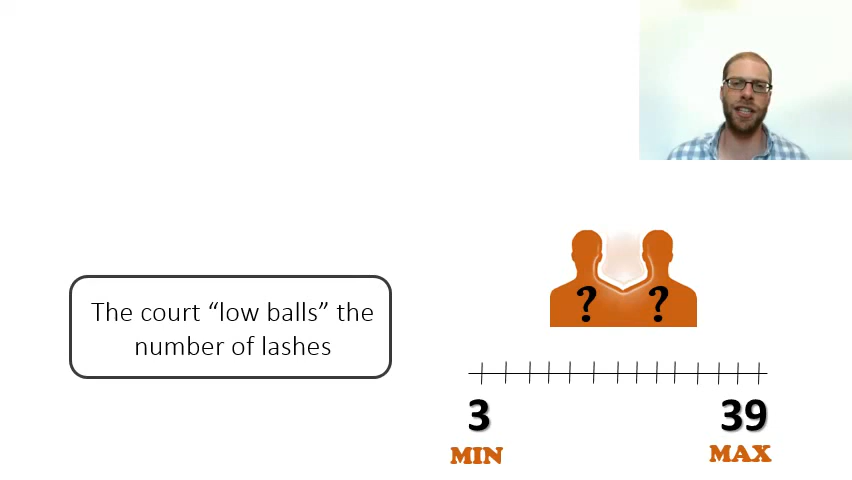 The court “low balls” the
number of lashes
? ?
3 39
MIN MAX